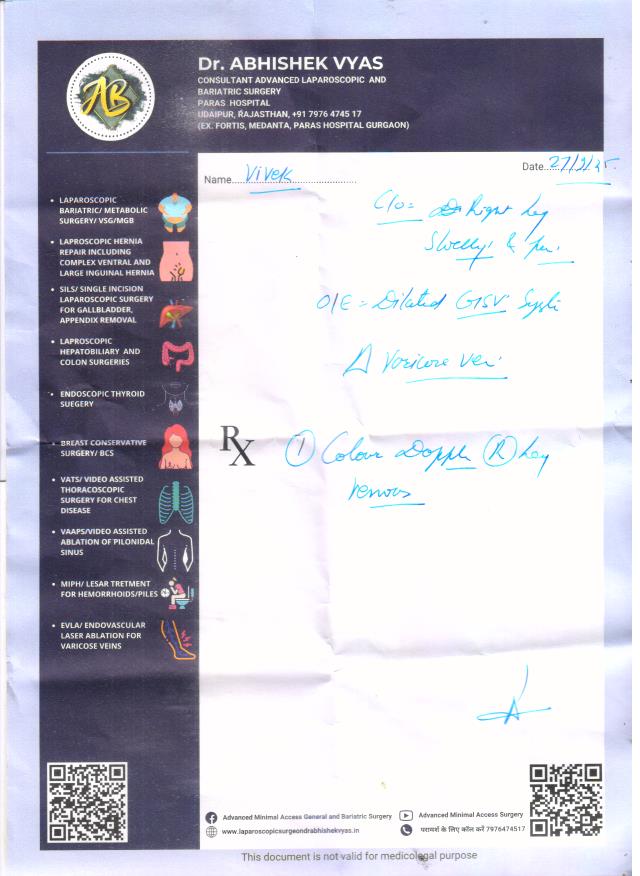 AB
Dr. ABHISHEK VYAS
CONSULTANT ADVANCED LAPAROSCOPIC AND
BARIATRIC SURGERY
PARAS HOSPITAL
UDAIPUR, RAJASTHAN, +91 7976 4745 17
(EX. FORTIS, MEDANTA, PARAS HOSPITAL GURGAON)
Name....Vivek
Date....27/2/25
C/o = Right Leg
Swelling &
O/E = Dilated GSV
Δ Varicose vein
Rx
① Colour Doppler Ⓡ Leg
Venous
• LAPAROSCOPIC
BARIATRIC/ METABOLIC
SURGERY/ VSG/MGB
• LAPROSCOPIC HERNIA
REPAIR INCLUDING
COMPLEX VENTRAL AND
LARGE INGUINAL HERNIA
• SILS/ SINGLE INCISION
LAPAROSCOPIC SURGERY
FOR GALLBLADDER,
APPENDIX REMOVAL
• LAPROSCOPIC
HEPATOBILIARY AND
COLON SURGERIES
• ENDOSCOPIC THYROID
SUEGERY
• BREAST CONSERVATIVE
SURGERY/ BCS
• VATS/ VIDEO ASSISTED
THORACOSCOPIC
SURGERY FOR CHEST
DISEASE
• VAAPS/VIDEO ASSISTED
ABLATION OF PILONIDAL
SINUS
• MIPH/ LESAR TRETMENT
FOR HEMORRHOIDS/PILES
• EVLA/ ENDOVASCULAR
LASER ABLATION FOR
VARICOSE VEINS
Advanced Minimal Access General and Bariatric Surgery
Advanced Minimal Access Surgery
www.laparoscopicsurgeondrabhishekvyas.in
परामर्श के लिए कॉल करें 7976474517
This document is not valid for medicolegal purpose